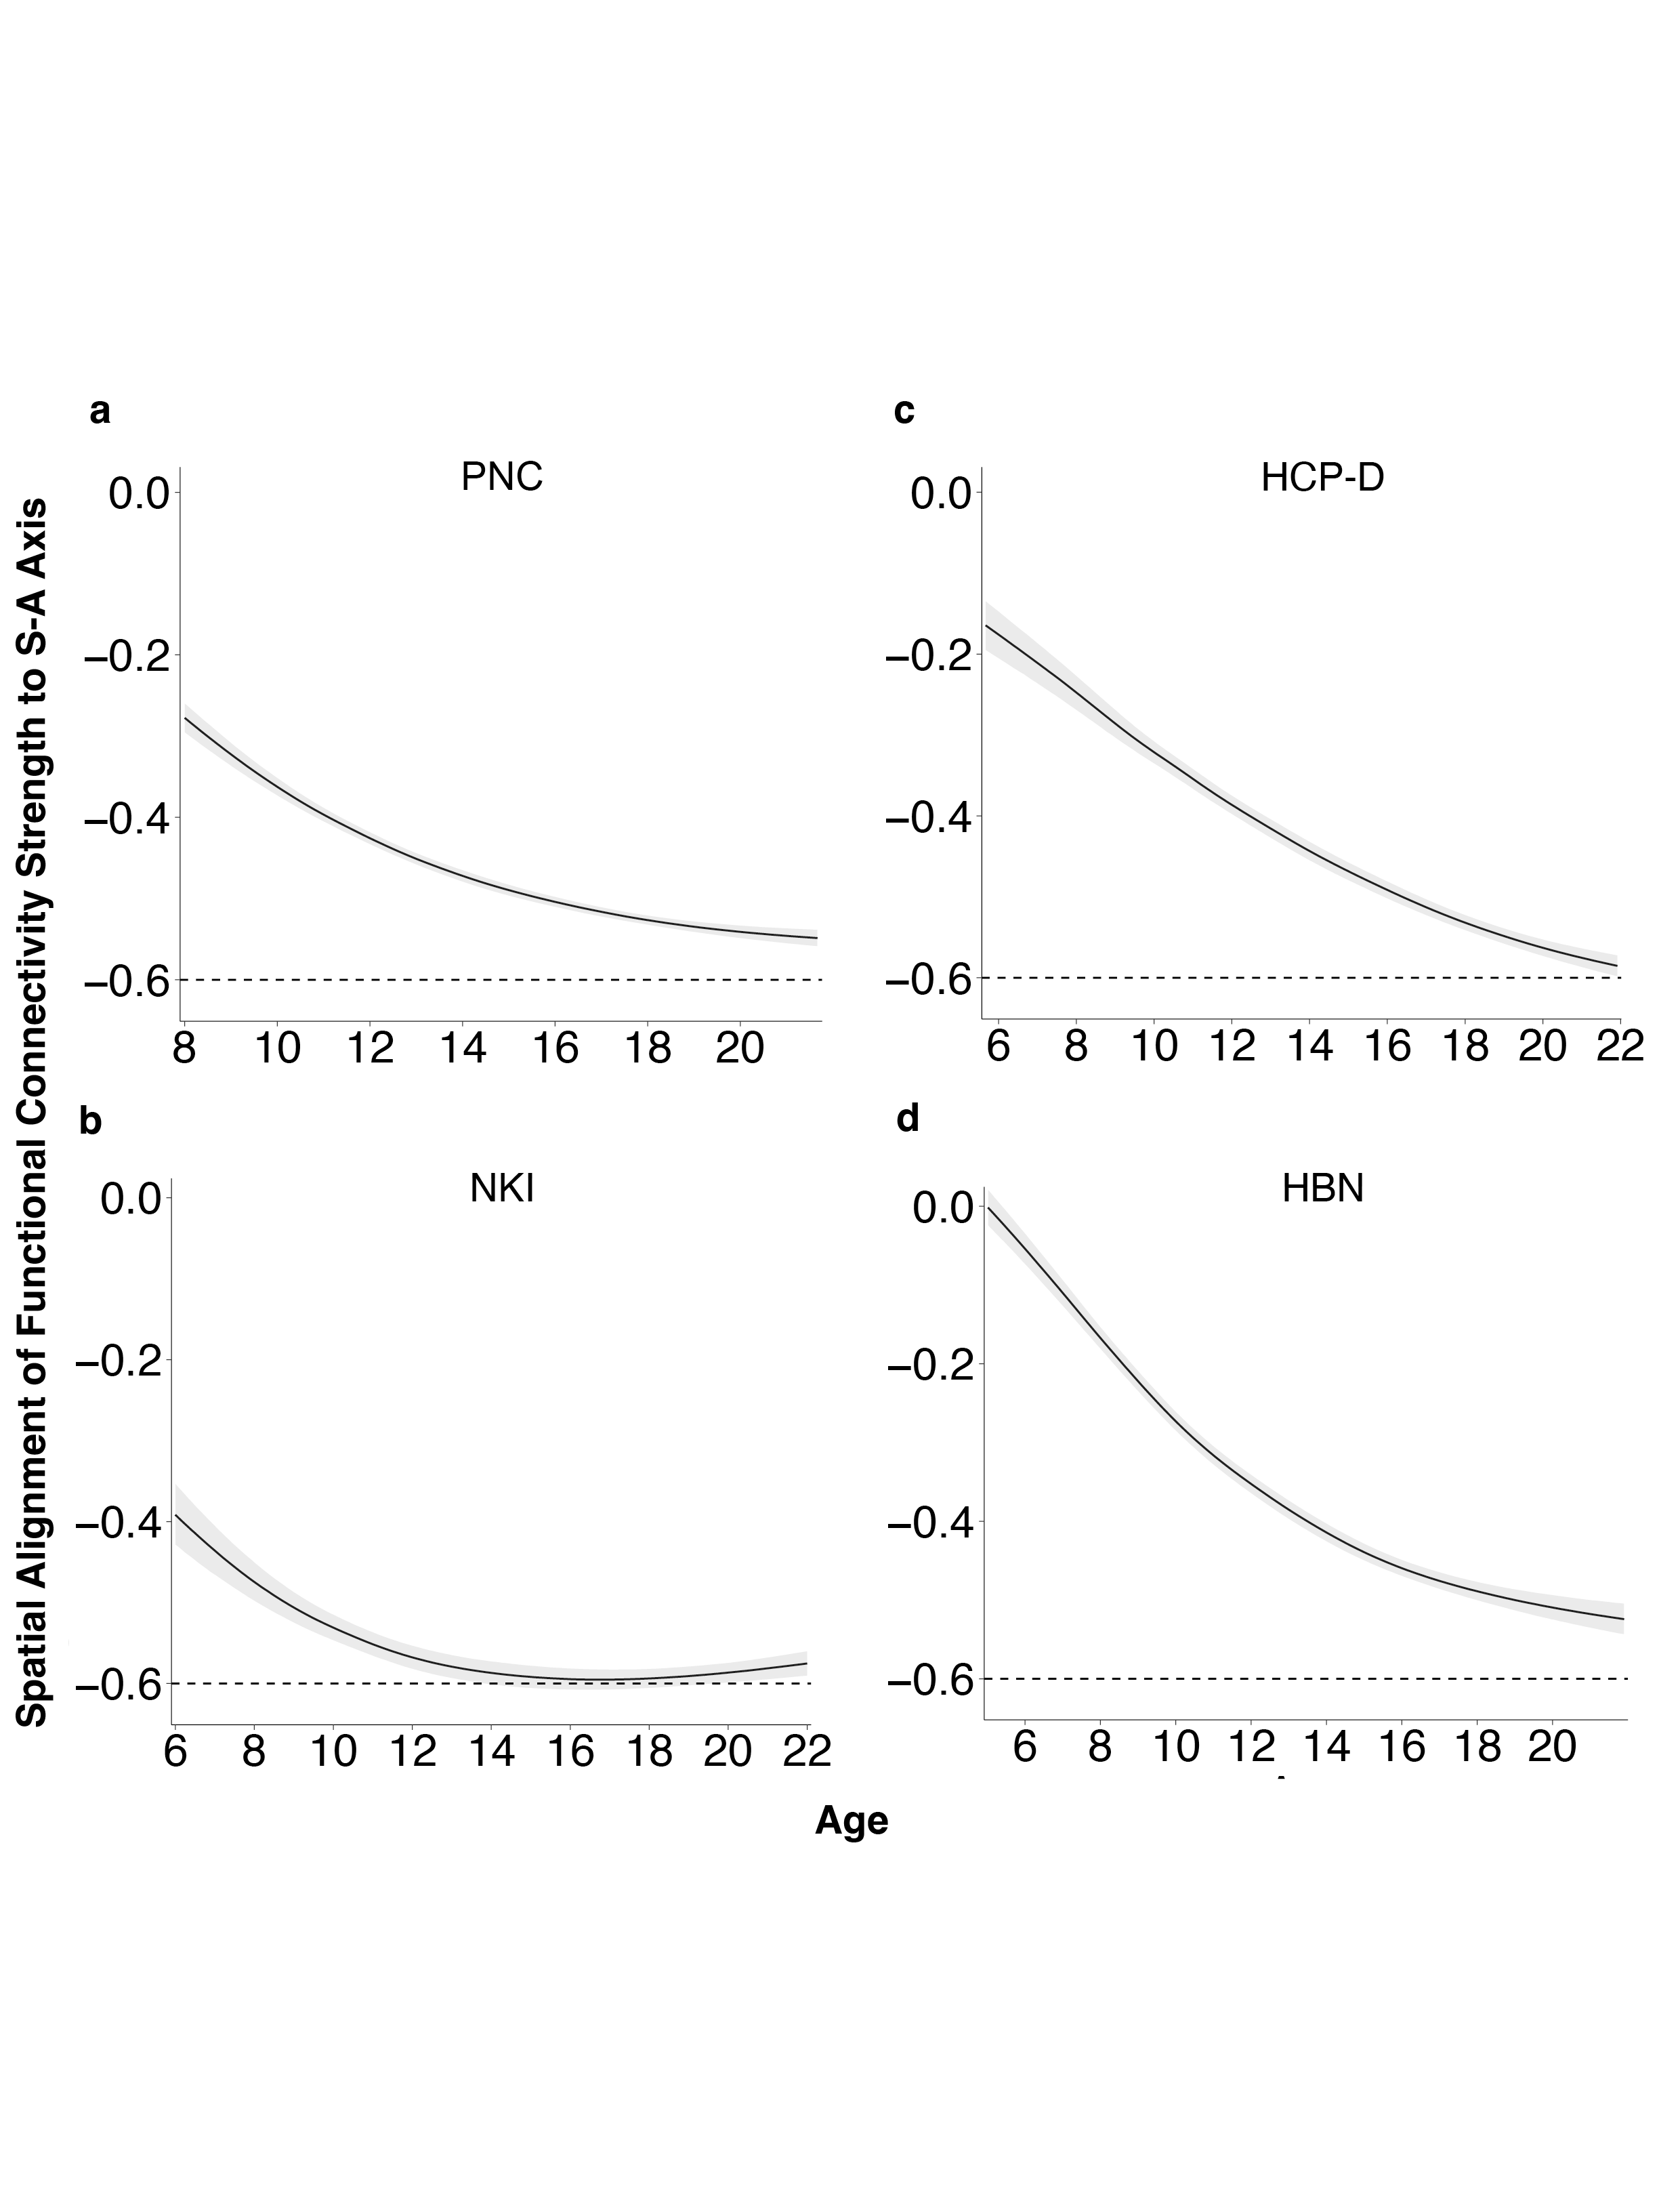 a
PNC
0.0
−0.2
−0.4
−0.6
8 10 12 14 16 18 20
c
HCP-D
0.0
−0.2
−0.4
−0.6
6 8 10 12 14 16 18 20 22
b
NKI
0.0
−0.2
−0.4
−0.6
6 8 10 12 14 16 18 20 22
d
HBN
0.0
−0.2
−0.4
−0.6
6 8 10 12 14 16 18 20
Spatial Alignment of Functional Connectivity Strength to S-A Axis
Age